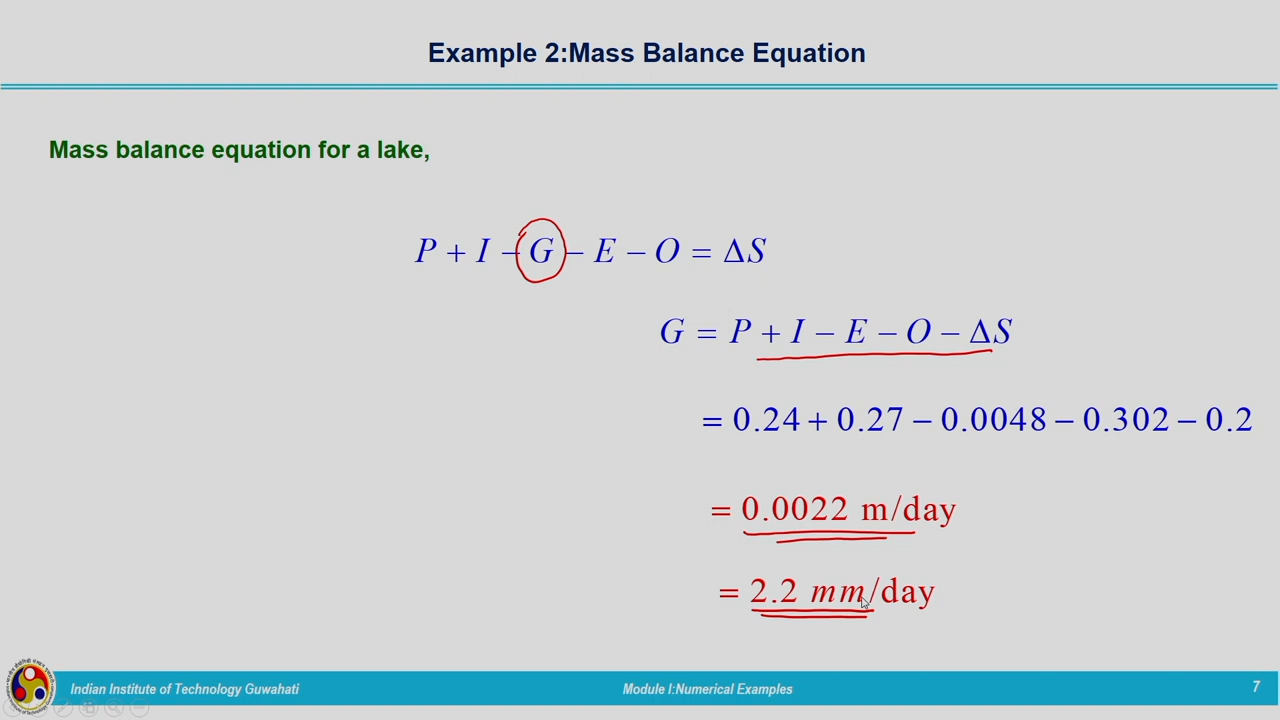 Example 2:Mass Balance Equation
Mass balance equation for a lake,
P + I − G − E − O = ΔS
G = P + I − E − O − ΔS
= 0.24 + 0.27 − 0.0048 − 0.302 − 0.2
= 0.0022 m/day
= 2.2 mm/day
Indian Institute of Technology Guwahati
Module I:Numerical Examples
7